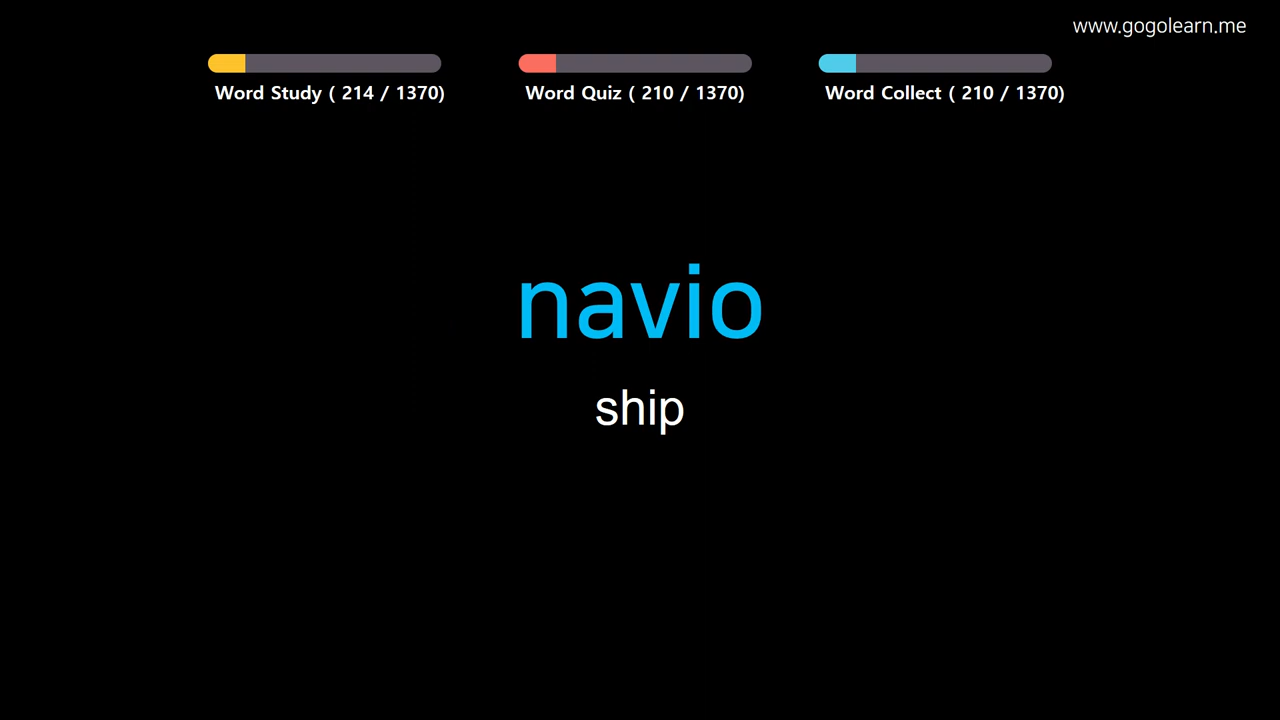 www.gogolearn.me
Word Study ( 214 / 1370)
Word Quiz ( 210 / 1370)
Word Collect ( 210 / 1370)
navio
ship